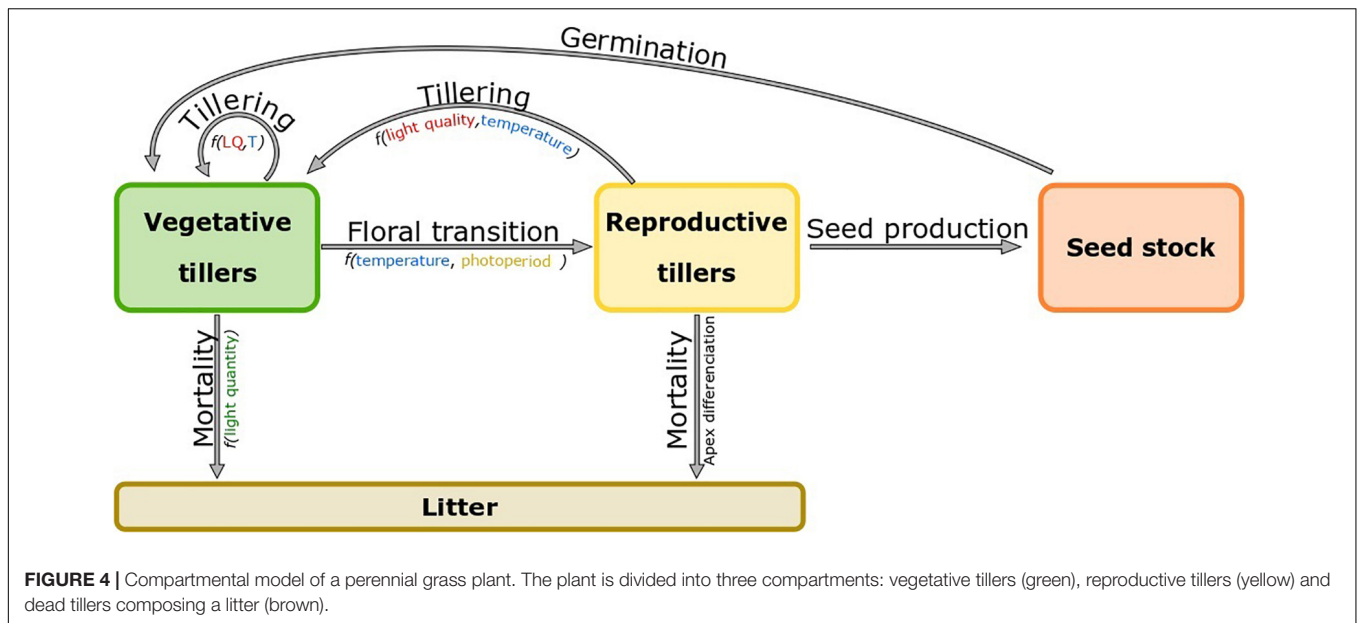 Germination
Tillering
f(LQ,T)
Tillering
f(light quality,temperature)
Vegetative
tillers
Floral transition
f(temperature, photoperiod )
Reproductive
tillers
Seed production
Seed stock
Mortality
f(light quantity)
Mortality
Apex differenciation
Litter
FIGURE 4 | Compartmental model of a perennial grass plant. The plant is divided into three compartments: vegetative tillers (green), reproductive tillers (yellow) and
dead tillers composing a litter (brown).